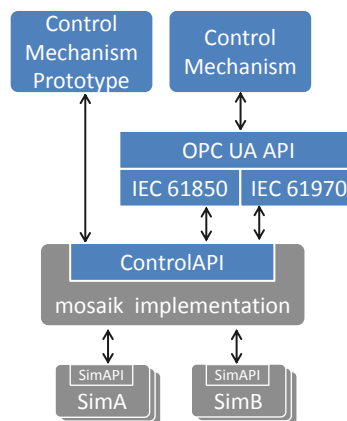 Control
Mechanism
Prototype
Control
Mechanism
OPC UA API
IEC 61850
IEC 61970
ControlAPI
mosaik implementation
SimAPI
SimA
SimAPI
SimB